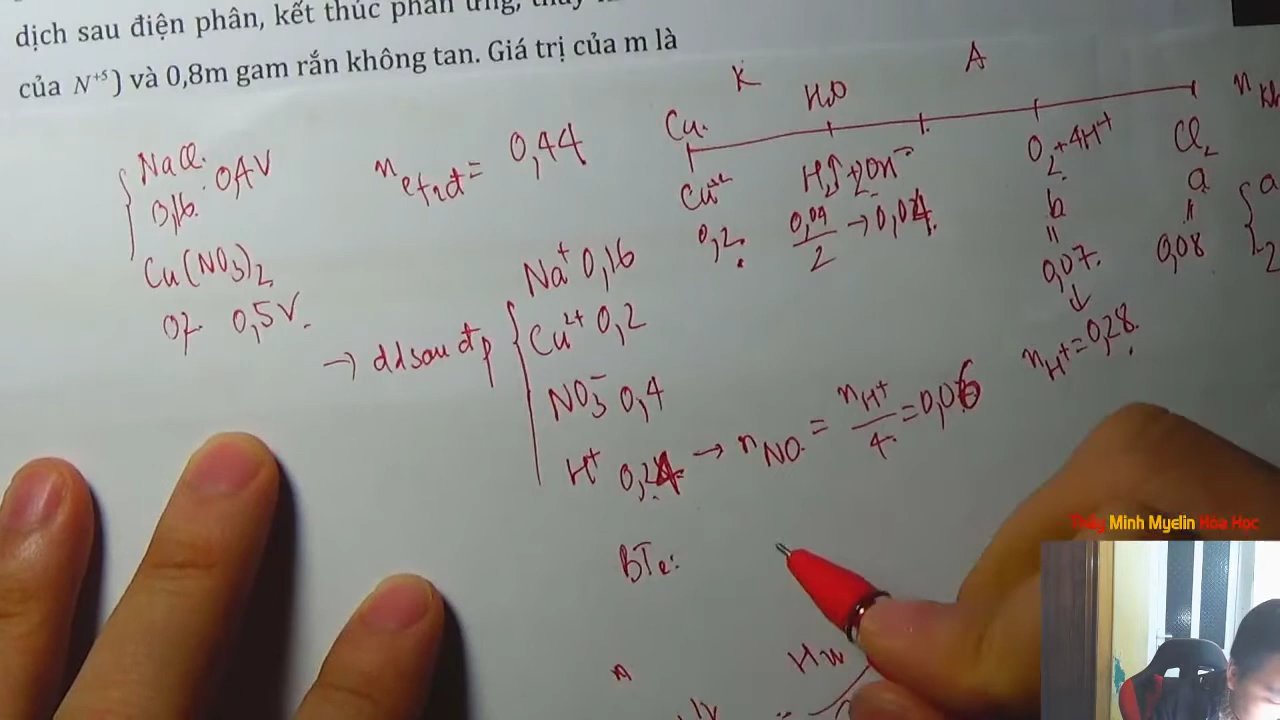 dịch sau điện phân, kết thúc phản ứng,
của N⁺⁵) và 0,8m gam rắn không tan. Giá trị của m là
K
A
NaCl 0,4V
0,16
Cu(NO3)2
0,5V
n e trđ = 0,44
Cu
H2O
Cu+2
H2 + 2OH⁻
O2 + 4H⁺
Cl2
0,2
0,04/2 → 0,04
b
=
0,07
↓
nH⁺ = 0,28
a
=
0,08
→ dd sau đp
Na⁺ 0,16
Cu²⁺ 0,2
NO3⁻ 0,4
H⁺ 0,24 → nNO = nH⁺/4 = 0,06
BTe:
Thầy Minh Myelin Hóa Học